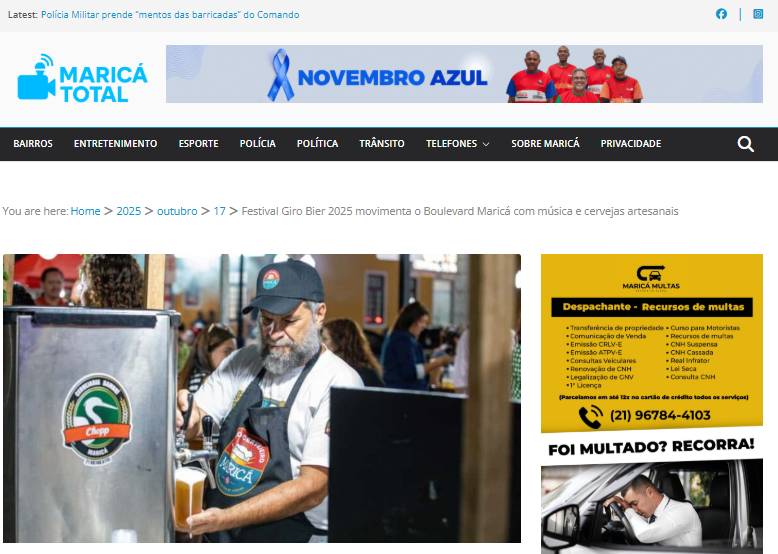 Latest: Polícia Militar prende “mentos das barricadas” do Comando
MARICÁ
TOTAL
NOVEMBRO AZUL
BAIRROS ENTRETENIMENTO ESPORTE POLÍCIA POLÍTICA TRÂNSITO TELEFONES SOBRE MARICÁ PRIVACIDADE
You are here: Home > 2025 > outubro > 17 > Festival Giro Bier 2025 movimenta o Boulevard Maricá com música e cervejas artesanais
Chopp
MARICÁ
MARICÁ
MARICÁ MULTAS
Despachante - Recursos de multas
• Transferência de propriedade • Curso para Motoristas
• Comunicação de Venda • Recursos de multas
• Emissão CRLV-E • CNH Suspensa
• Emissão ATPV-E • CNH Cassada
• Consultas Veiculares • Real Infrator
• Renovação de CNH • Lei Seca
• Legalização de GNV • Consulta CNH
• 1ª Licença
(Parcelamos em até 12x no cartão de crédito todos os serviços)
(21) 96784-4103
FOI MULTADO? RECORRA!